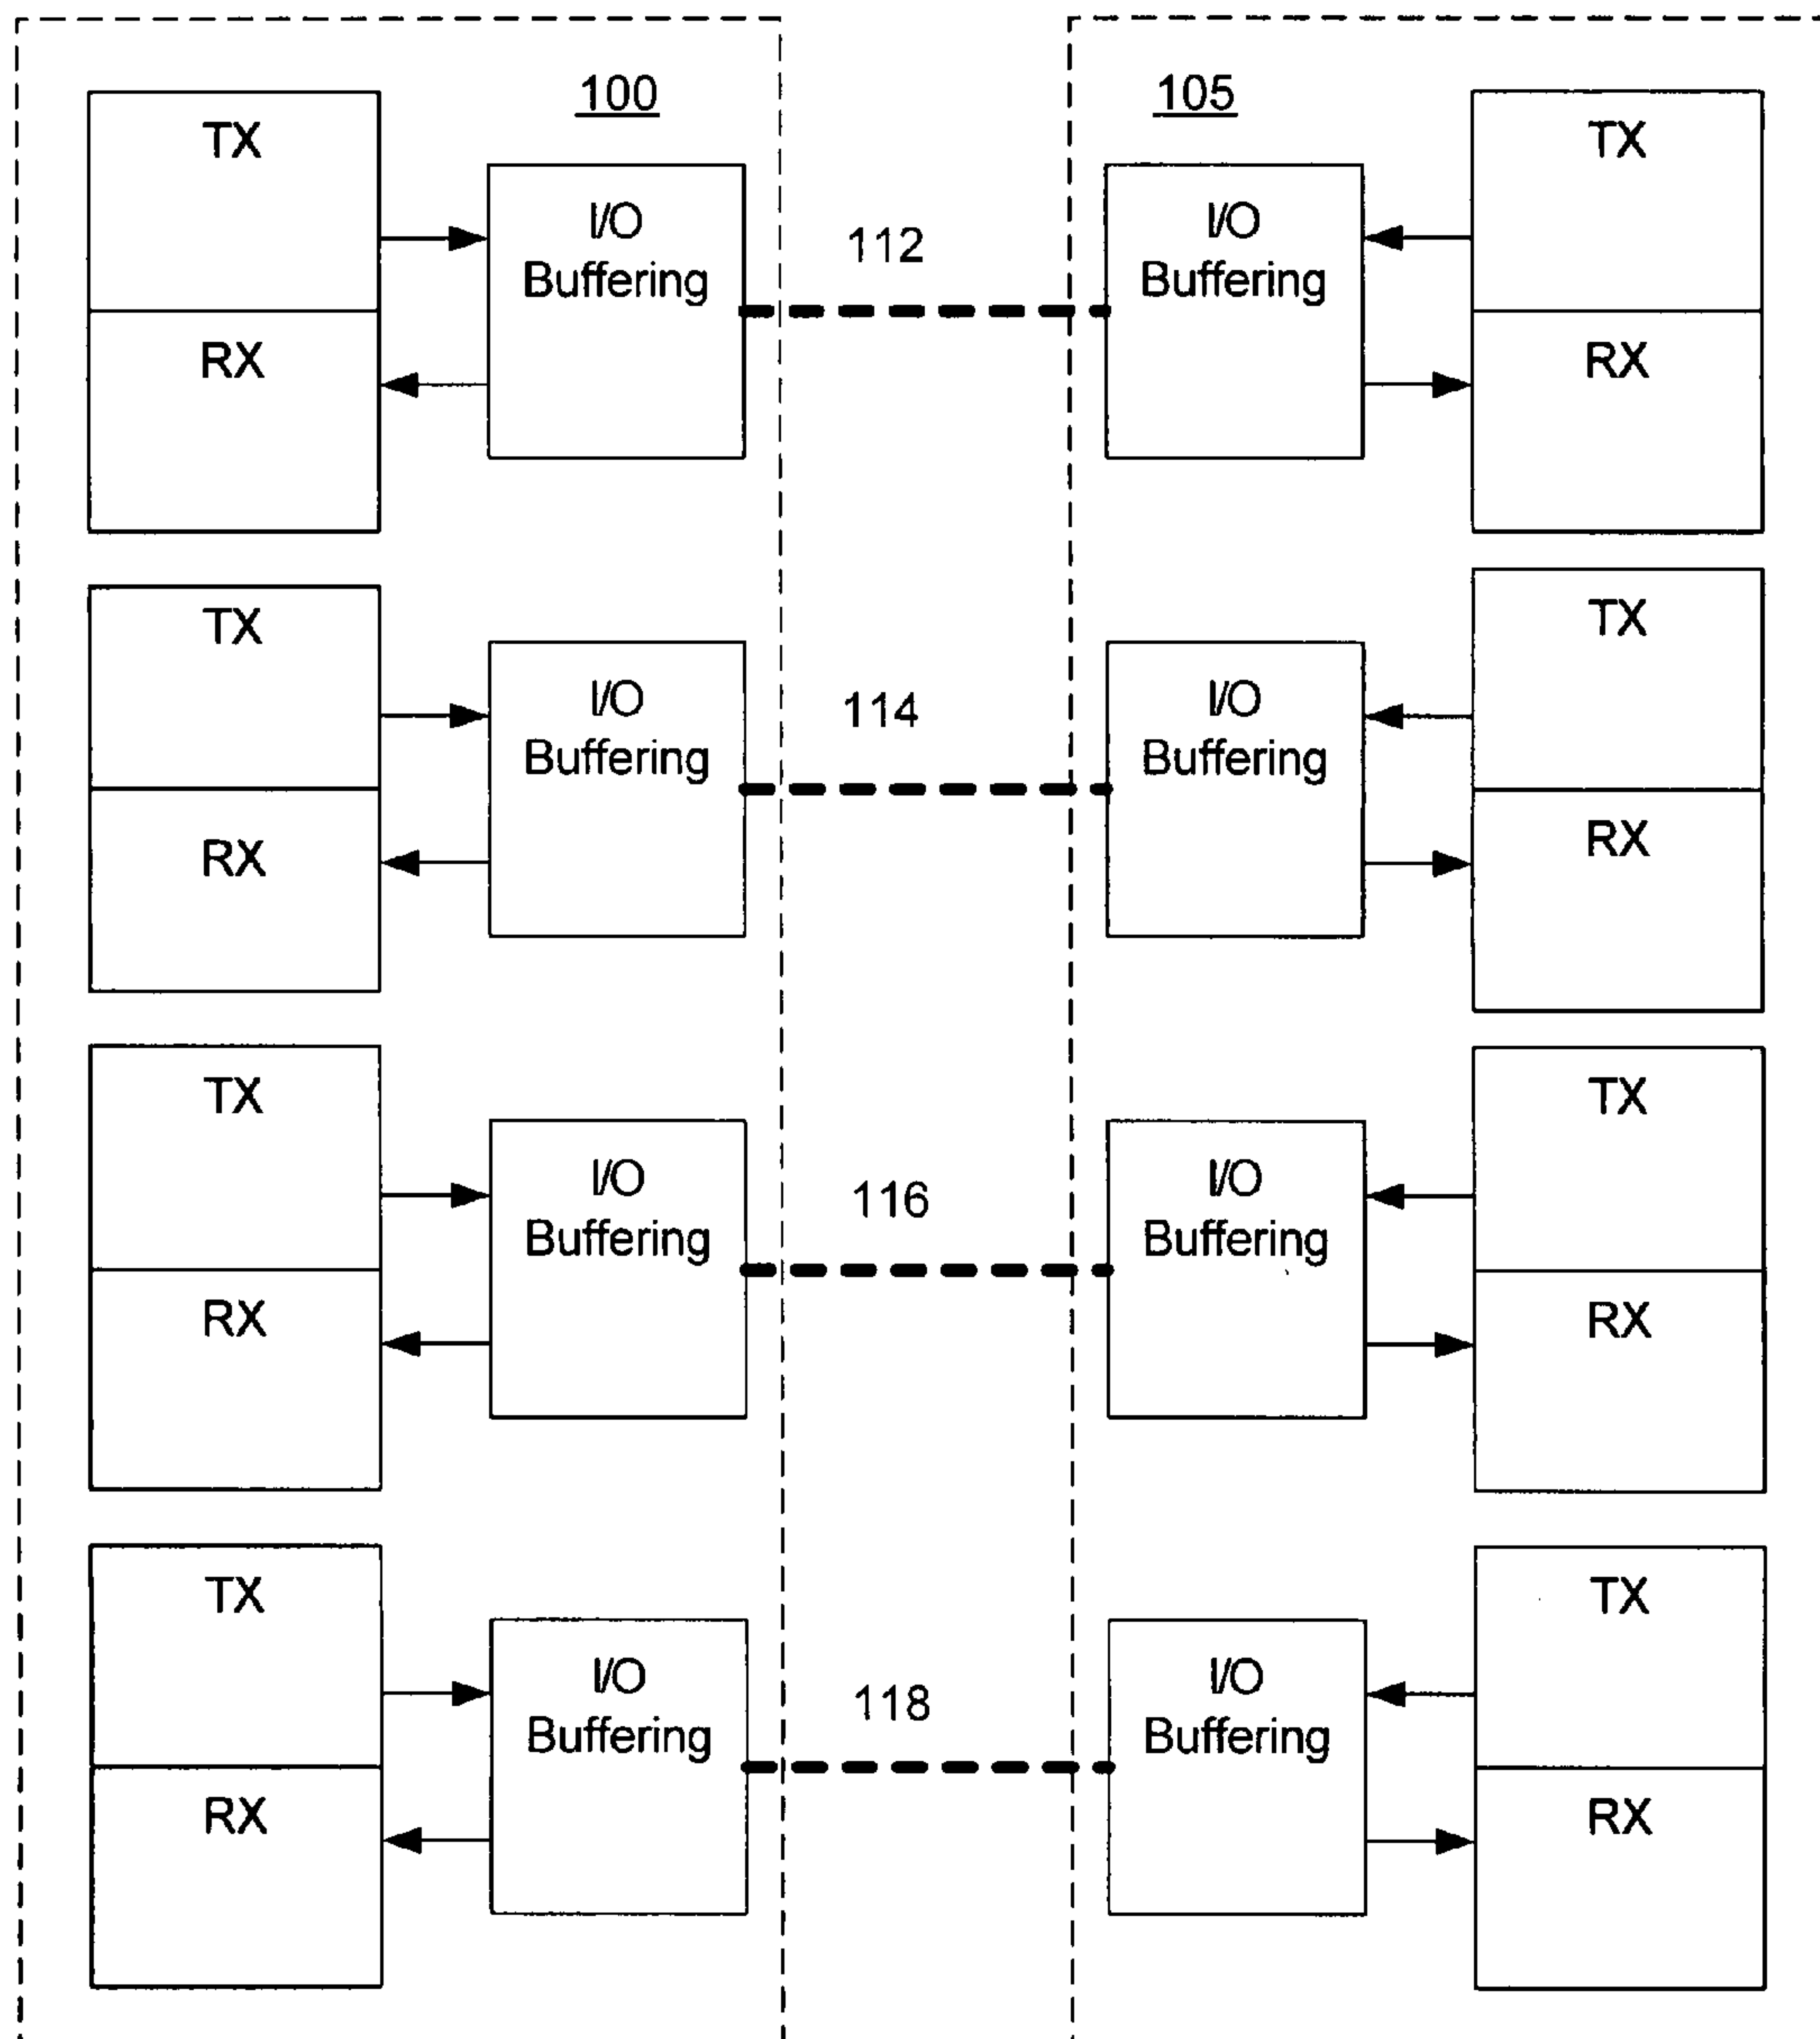 100
105
TX
TX
I/O
Buffering
112
I/O
Buffering
RX
RX
TX
TX
I/O
Buffering
114
I/O
Buffering
RX
RX
TX
TX
I/O
Buffering
116
I/O
Buffering
RX
RX
TX
TX
I/O
Buffering
118
I/O
Buffering
RX
RX